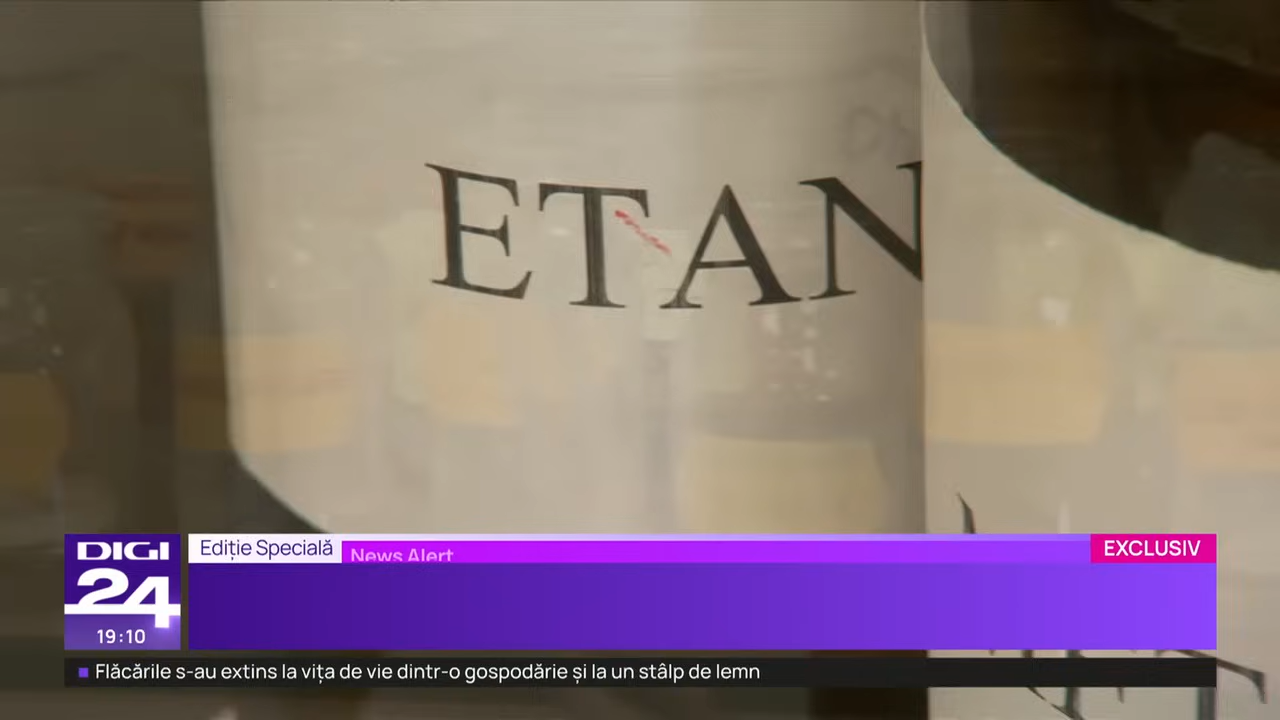 ETAN
DIGI
24
19:10
Ediție Specială
News Alert
EXCLUSIV
Flăcările s-au extins la vița de vie dintr-o gospodărie și la un stâlp de lemn